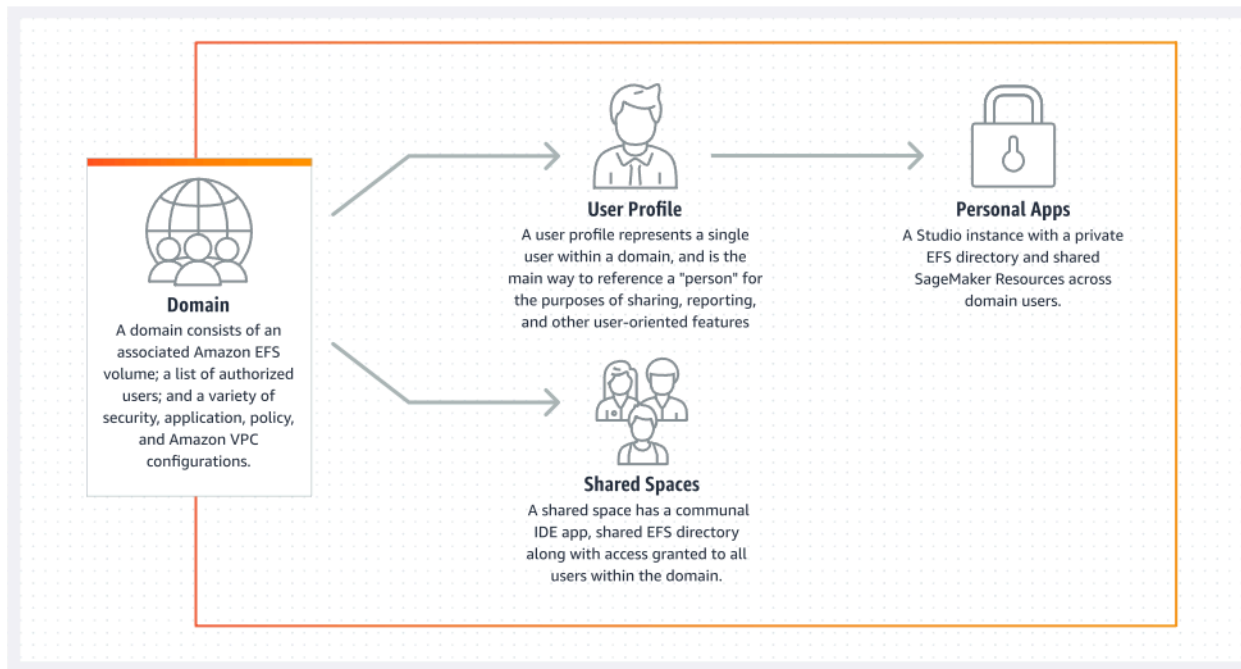 Domain
A domain consists of an
associated Amazon EFS
volume; a list of authorized
users; and a variety of
security, application, policy,
and Amazon VPC
configurations.
User Profile
A user profile represents a single
user within a domain, and is the
main way to reference a "person" for
the purposes of sharing, reporting,
and other user-oriented features
Personal Apps
A Studio instance with a private
EFS directory and shared
SageMaker Resources across
domain users.
Shared Spaces
A shared space has a communal
IDE app, shared EFS directory
along with access granted to all
users within the domain.